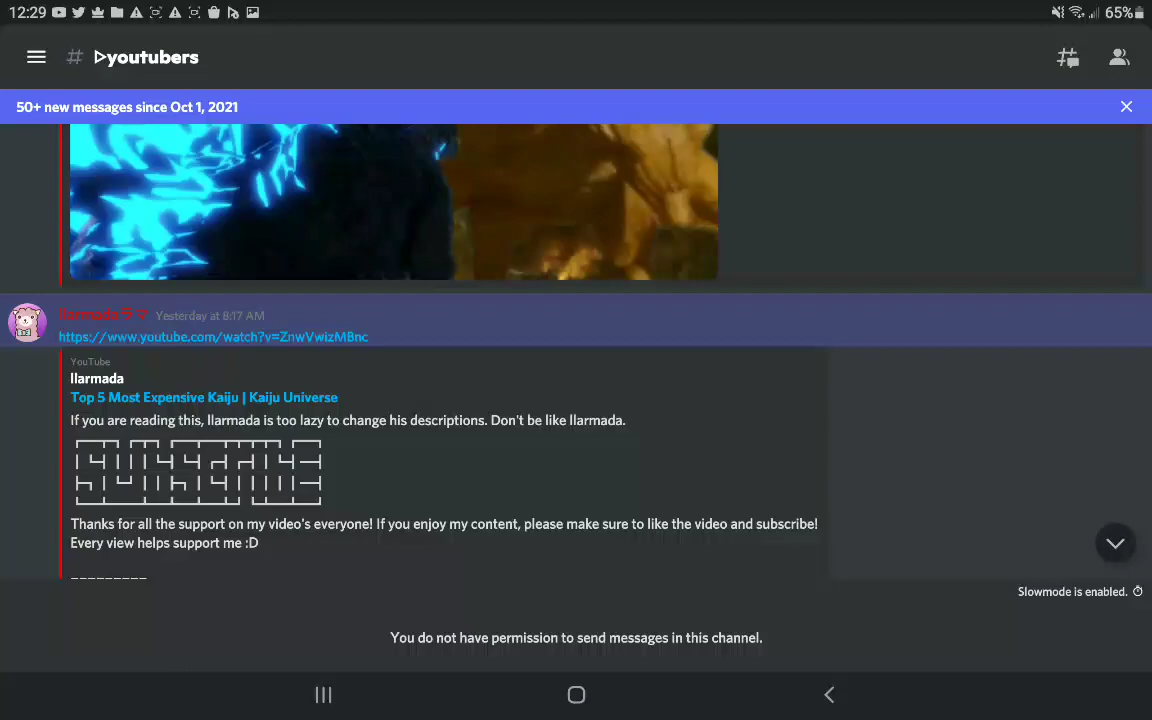 12:29
65%
# ▷youtubers
50+ new messages since Oct 1, 2021
Yesterday at 8:17 AM
https://www.youtube.com/watch?v=ZnwVwizMBnc
YouTube
llarmada
Top 5 Most Expensive Kaiju | Kaiju Universe
If you are reading this, llarmada is too lazy to change his descriptions. Don't be like llarmada.
Thanks for all the support on my video's everyone! If you enjoy my content, please make sure to like the video and subscribe!
Every view helps support me :D
_________
Slowmode is enabled.
You do not have permission to send messages in this channel.